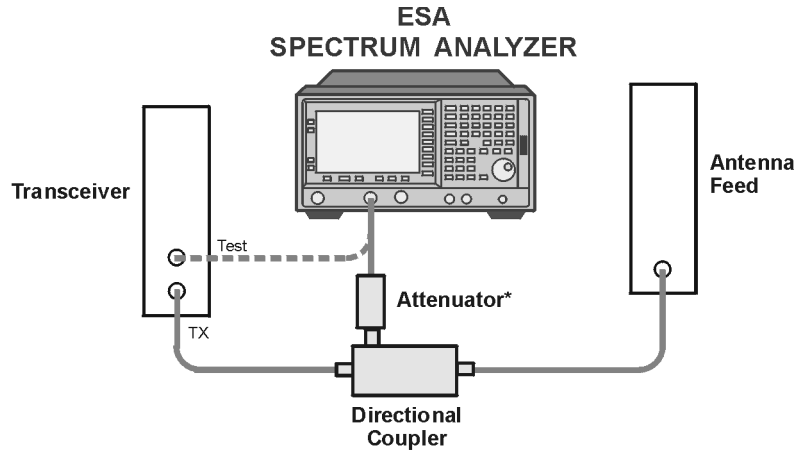 ESA
SPECTRUM ANALYZER
Transceiver
Antenna
Feed
Test
Attenuator*
TX
Directional
Coupler